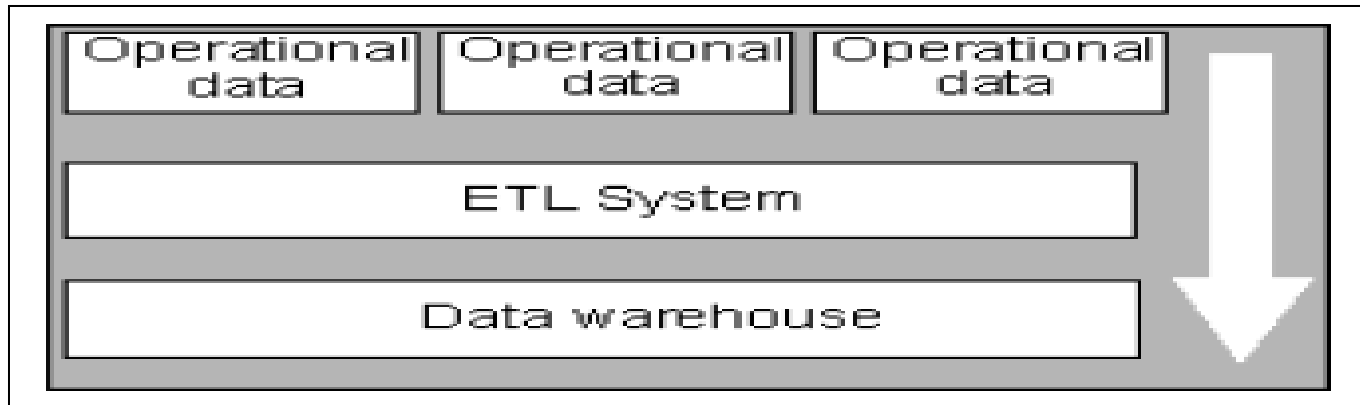 Operational
data
Operational
data
Operational
data
ETL System
Data warehouse